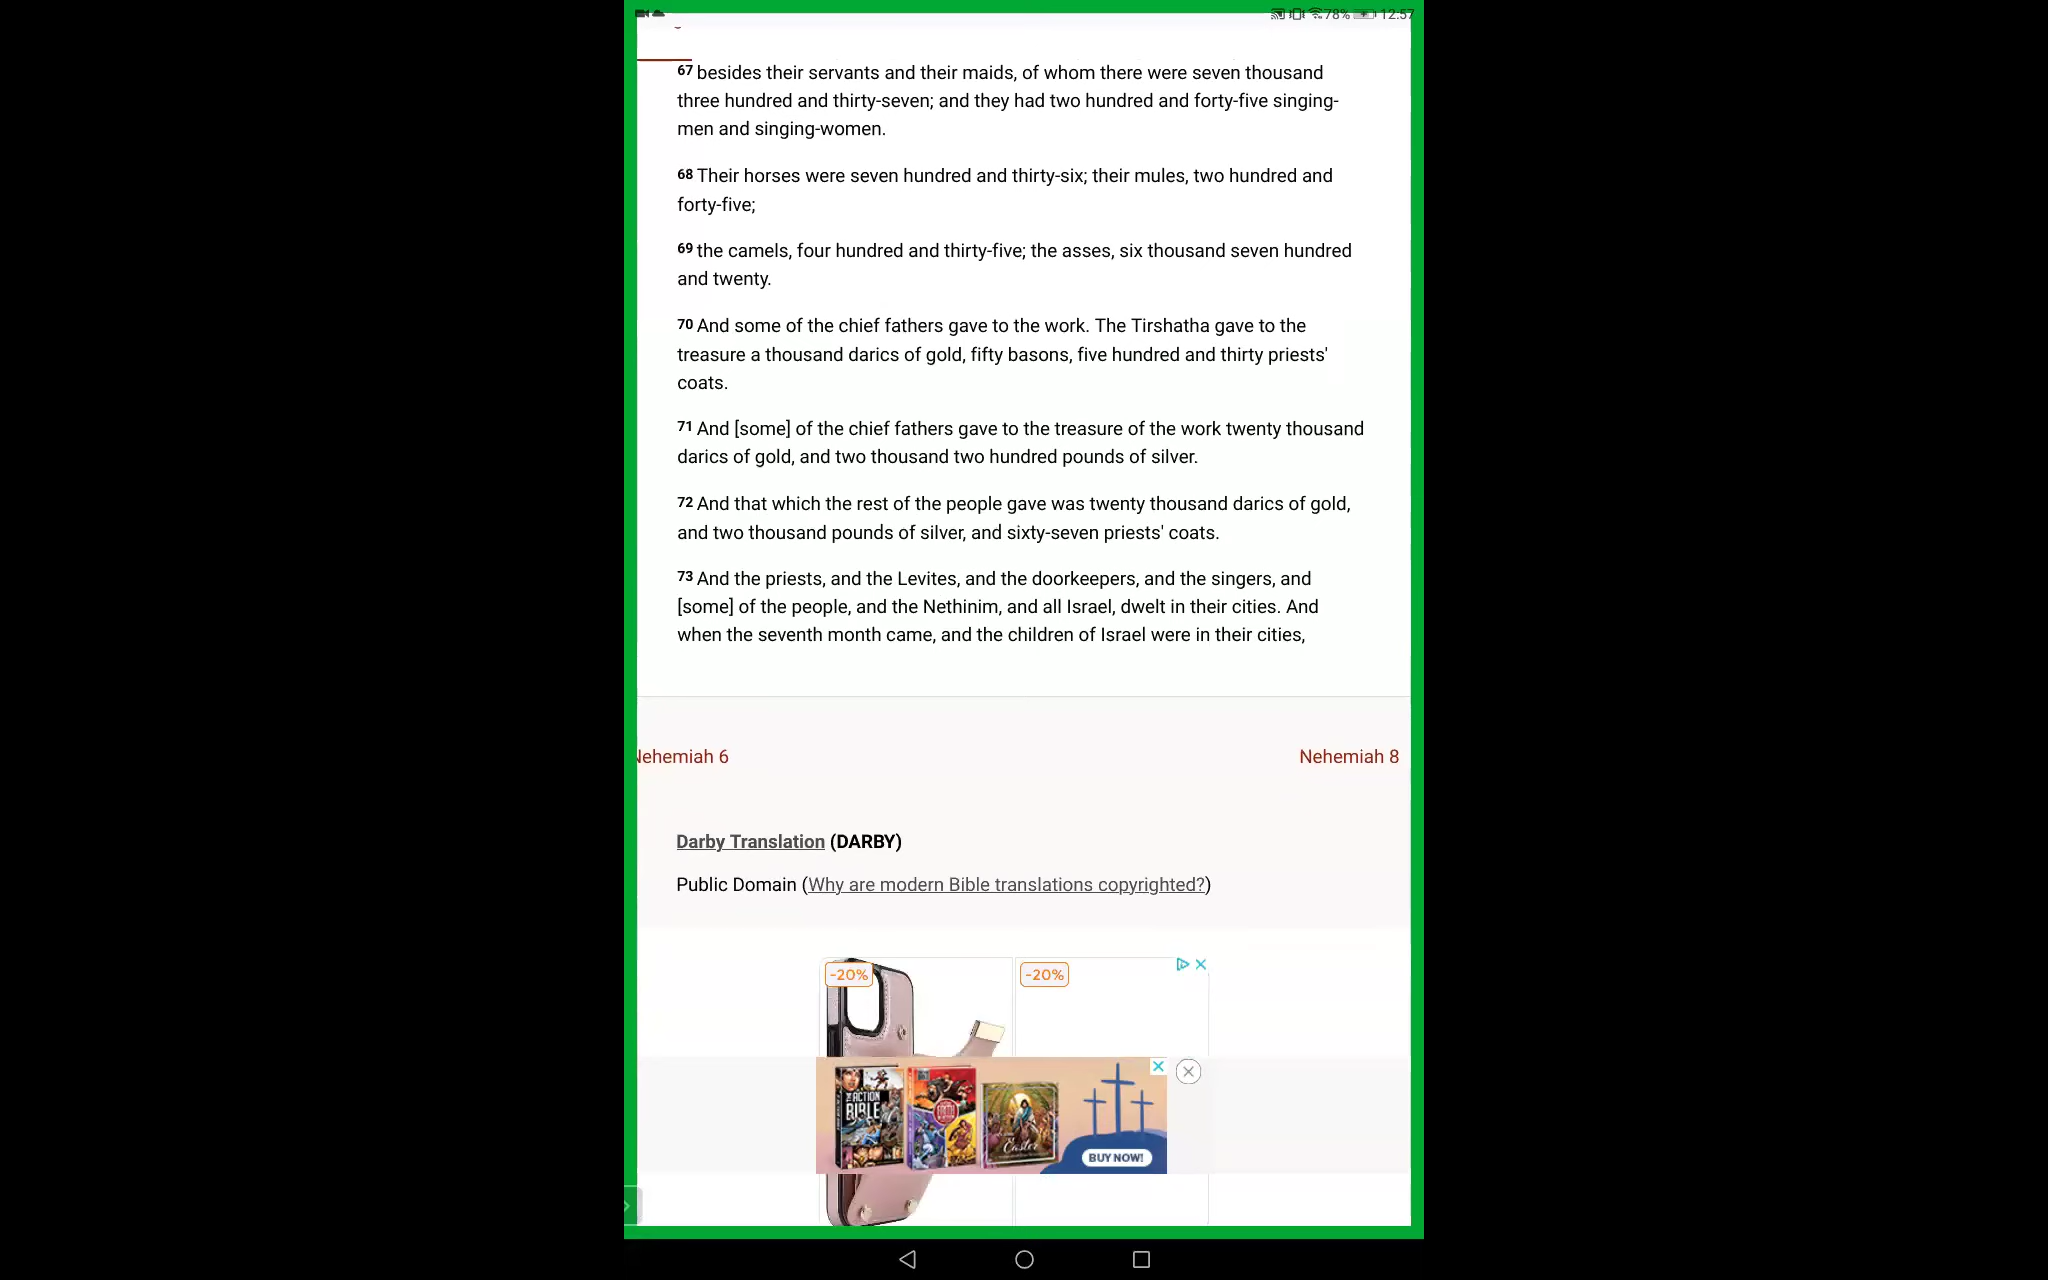 78% 12:57
67 besides their servants and their maids, of whom there were seven thousand
three hundred and thirty-seven; and they had two hundred and forty-five singing-
men and singing-women.
68 Their horses were seven hundred and thirty-six; their mules, two hundred and
forty-five;
69 the camels, four hundred and thirty-five; the asses, six thousand seven hundred
and twenty.
70 And some of the chief fathers gave to the work. The Tirshatha gave to the
treasure a thousand darics of gold, fifty basons, five hundred and thirty priests'
coats.
71 And [some] of the chief fathers gave to the treasure of the work twenty thousand
darics of gold, and two thousand two hundred pounds of silver.
72 And that which the rest of the people gave was twenty thousand darics of gold,
and two thousand pounds of silver, and sixty-seven priests' coats.
73 And the priests, and the Levites, and the doorkeepers, and the singers, and
[some] of the people, and the Nethinim, and all Israel, dwelt in their cities. And
when the seventh month came, and the children of Israel were in their cities,
Nehemiah 6 Nehemiah 8
Darby Translation (DARBY)
Public Domain (Why are modern Bible translations copyrighted?)
-20% -20%
THE ACTION BIBLE
Easter
BUY NOW!